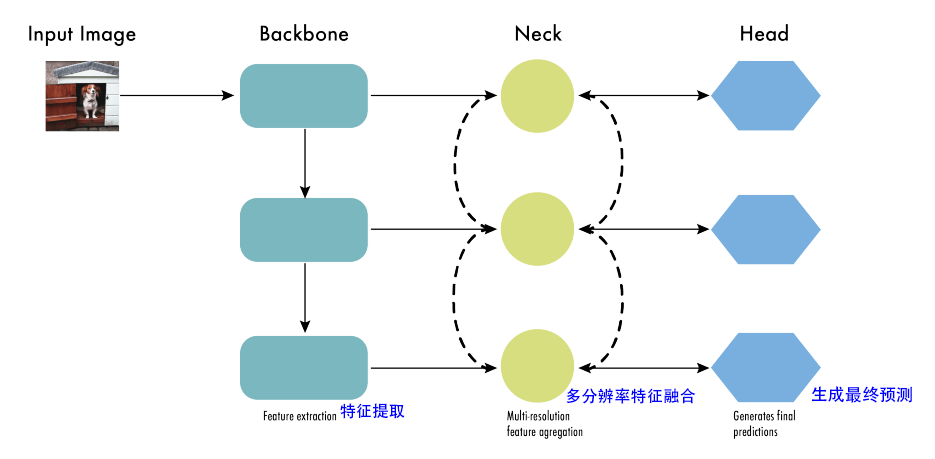 Input Image
Backbone
Neck
Head
Feature extraction
特征提取
Multi-resolution
feature agregation
多分辨率特征融合
Generates final
predictions
生成最终预测